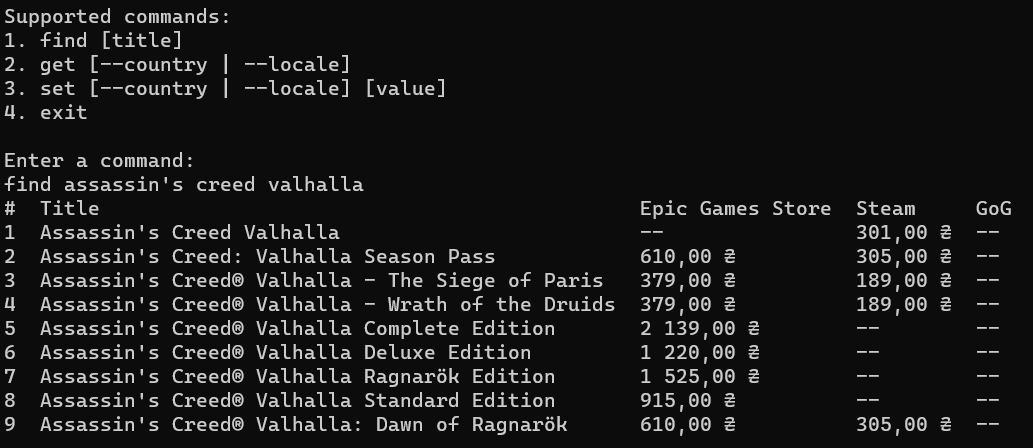 Supported commands:
1. find [title]
2. get [--country | --locale]
3. set [--country | --locale] [value]
4. exit
Enter a command:
find assassin's creed valhalla
#  Title                                             Epic Games Store  Steam     GoG
1  Assassin's Creed Valhalla                         --                301,00 ₴  --
2  Assassin's Creed: Valhalla Season Pass            610,00 ₴          305,00 ₴  --
3  Assassin's Creed® Valhalla - The Siege of Paris   379,00 ₴          189,00 ₴  --
4  Assassin's Creed® Valhalla - Wrath of the Druids  379,00 ₴          189,00 ₴  --
5  Assassin's Creed® Valhalla Complete Edition       2 139,00 ₴        --        --
6  Assassin's Creed® Valhalla Deluxe Edition         1 220,00 ₴        --        --
7  Assassin's Creed® Valhalla Ragnarök Edition       1 525,00 ₴        --        --
8  Assassin's Creed® Valhalla Standard Edition       915,00 ₴          --        --
9  Assassin's Creed® Valhalla: Dawn of Ragnarök      610,00 ₴          305,00 ₴  --